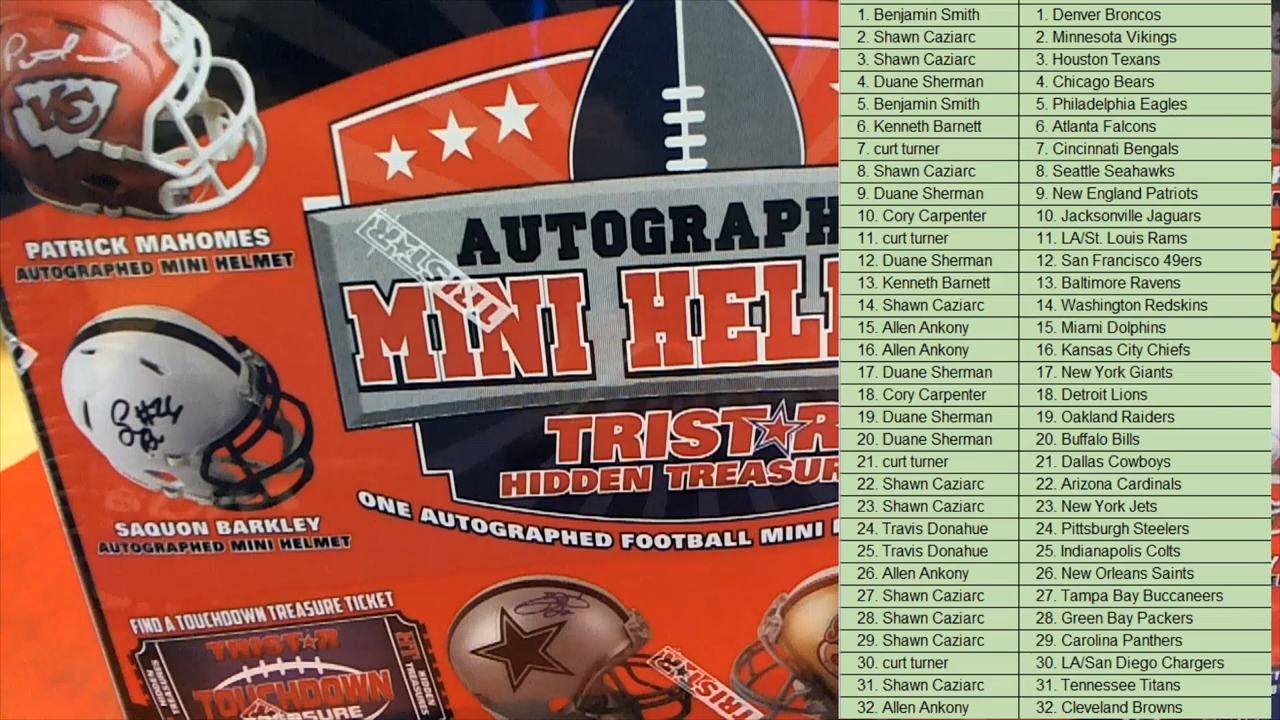 PATRICK MAHOMES
AUTOGRAPHED MINI HELMET
SAQUON BARKLEY
AUTOGRAPHED MINI HELMET
AUTOGRAPH
MINI HEL
TRISTAR
TRISTAR
HIDDEN TREASUR
ONE AUTOGRAPHED FOOTBALL MINI
FIND A TOUCHDOWN TREASURE TICKET
TRISTAR
TOUCHDOWN
TREASURE
HIDDEN
TREASURES
TRISTAR
1. Benjamin Smith 1. Denver Broncos
2. Shawn Caziarc 2. Minnesota Vikings
3. Shawn Caziarc 3. Houston Texans
4. Duane Sherman 4. Chicago Bears
5. Benjamin Smith 5. Philadelphia Eagles
6. Kenneth Barnett 6. Atlanta Falcons
7. curt turner 7. Cincinnati Bengals
8. Shawn Caziarc 8. Seattle Seahawks
9. Duane Sherman 9. New England Patriots
10. Cory Carpenter 10. Jacksonville Jaguars
11. curt turner 11. LA/St. Louis Rams
12. Duane Sherman 12. San Francisco 49ers
13. Kenneth Barnett 13. Baltimore Ravens
14. Shawn Caziarc 14. Washington Redskins
15. Allen Ankony 15. Miami Dolphins
16. Allen Ankony 16. Kansas City Chiefs
17. Duane Sherman 17. New York Giants
18. Cory Carpenter 18. Detroit Lions
19. Duane Sherman 19. Oakland Raiders
20. Duane Sherman 20. Buffalo Bills
21. curt turner 21. Dallas Cowboys
22. Shawn Caziarc 22. Arizona Cardinals
23. Shawn Caziarc 23. New York Jets
24. Travis Donahue 24. Pittsburgh Steelers
25. Travis Donahue 25. Indianapolis Colts
26. Allen Ankony 26. New Orleans Saints
27. Shawn Caziarc 27. Tampa Bay Buccaneers
28. Shawn Caziarc 28. Green Bay Packers
29. Shawn Caziarc 29. Carolina Panthers
30. curt turner 30. LA/San Diego Chargers
31. Shawn Caziarc 31. Tennessee Titans
32. Allen Ankony 32. Cleveland Browns